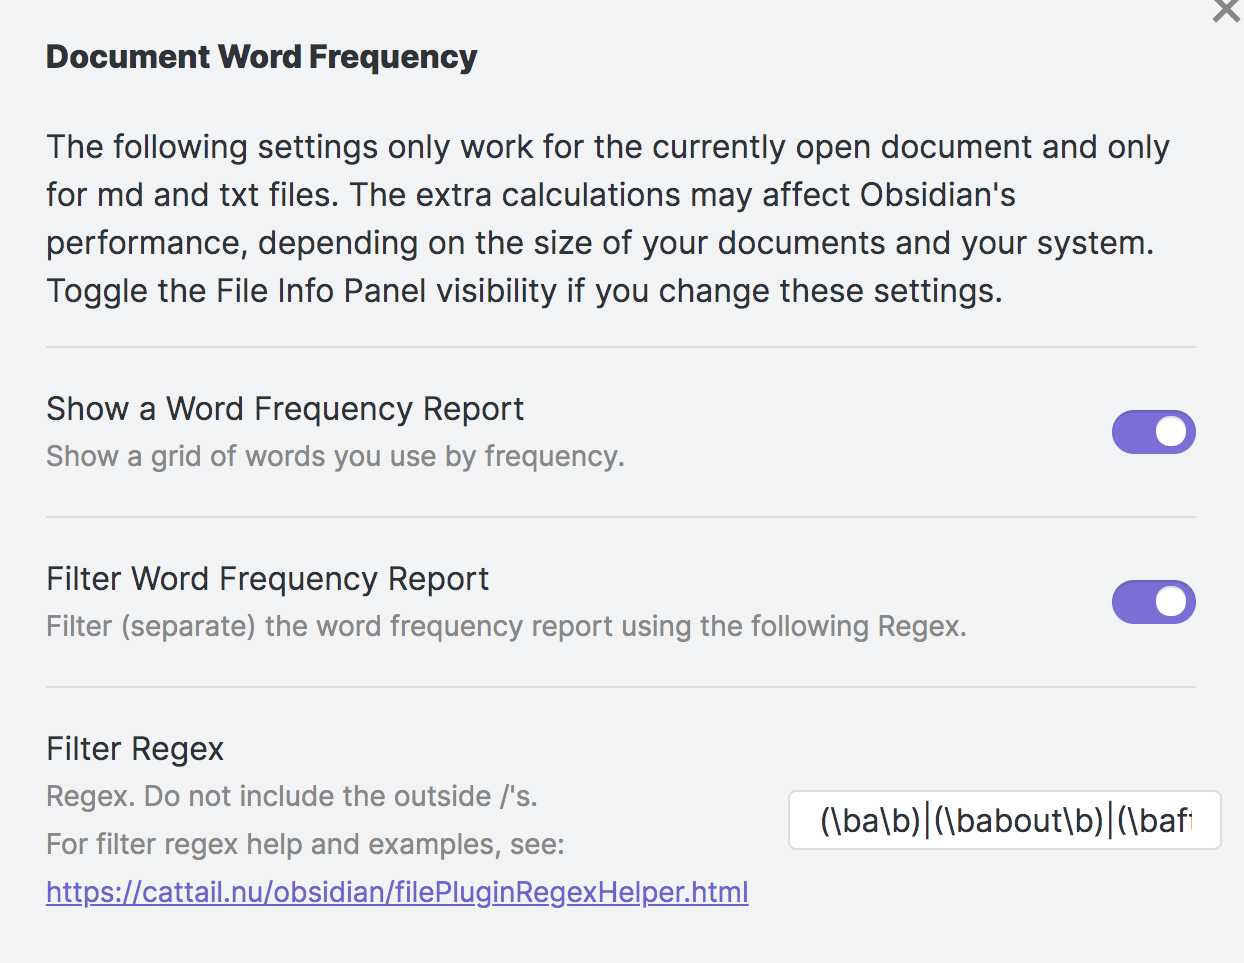 Document Word Frequency
The following settings only work for the currently open document and only
for md and txt files. The extra calculations may affect Obsidian's
performance, depending on the size of your documents and your system.
Toggle the File Info Panel visibility if you change these settings.
Show a Word Frequency Report
Show a grid of words you use by frequency.
Filter Word Frequency Report
Filter (separate) the word frequency report using the following Regex.
Filter Regex
Regex. Do not include the outside /'s.
For filter regex help and examples, see:
https://cattail.nu/obsidian/filePluginRegexHelper.html
(\ba\b)|(\babout\b)|(\baft